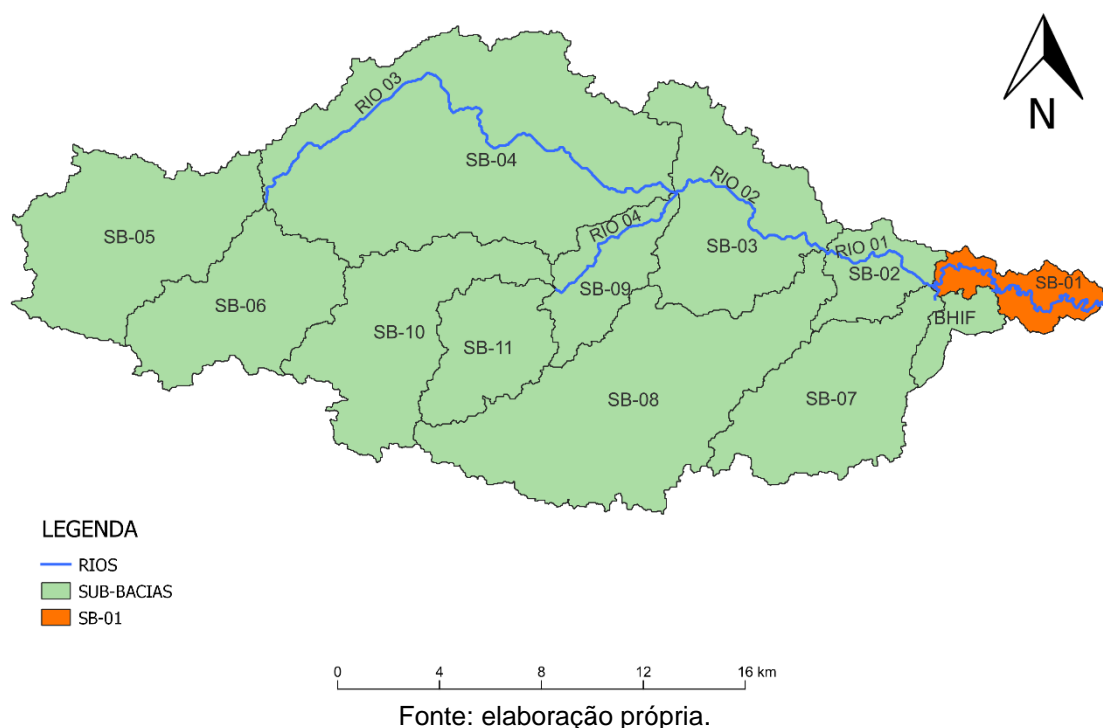 N
RIO 03
SB-04
RIO 02
SB-05
RIO 04
SB-03
RIO 01
SB-06
SB-09
SB-02
SB-01
SB-10
SB-11
BHIF
SB-08
SB-07
LEGENDA
RIOS
SUB-BACIAS
SB-01
0 4 8 12 16 km
Fonte: elaboração própria.